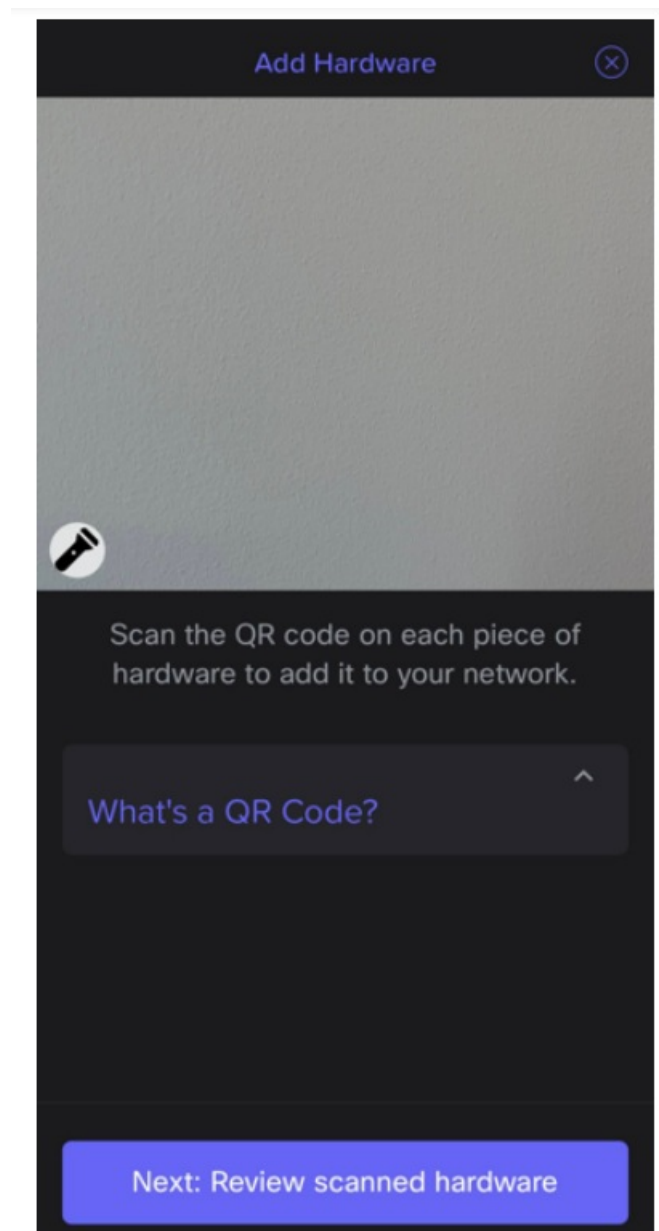 Add Hardware
Scan the QR code on each piece of
hardware to add it to your network.
What's a QR Code?
Next: Review scanned hardware